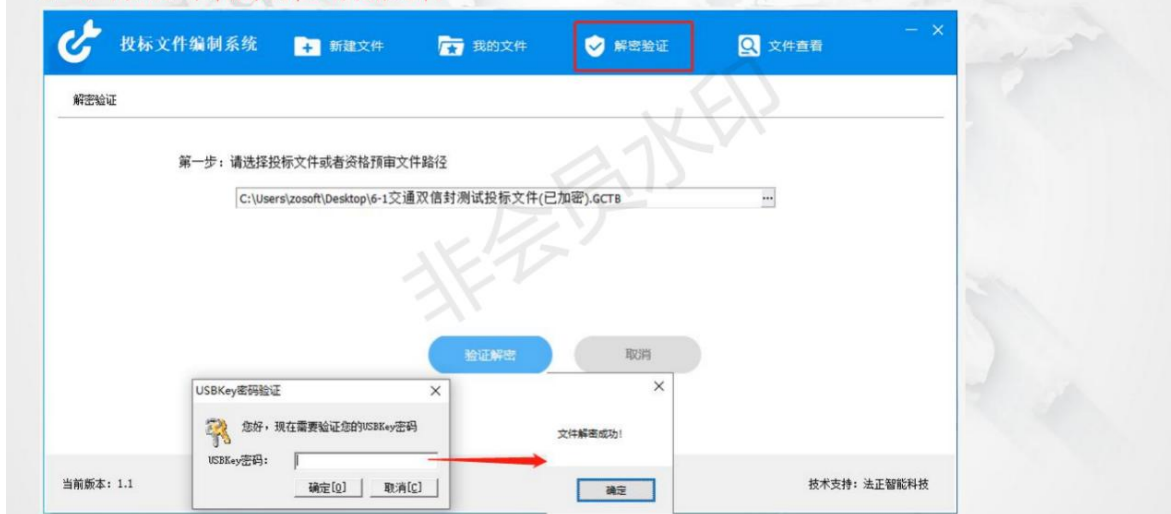 投标文件编制系统 新建文件 我的文件 解密验证 文件查看
解密验证
第一步：请选择投标文件或者资格预审文件路径
C:\Users\zosoft\Desktop\6-1交通双信封测试投标文件(已加密).GCTB ...
非会员水印
验证解密 取消
USBKey密码验证
您好，现在需要验证您的USBKey密码
USBKey密码：
确定[O] 取消[C]
文件解密成功!
确定
当前版本：1.1
技术支持：法正智能科技